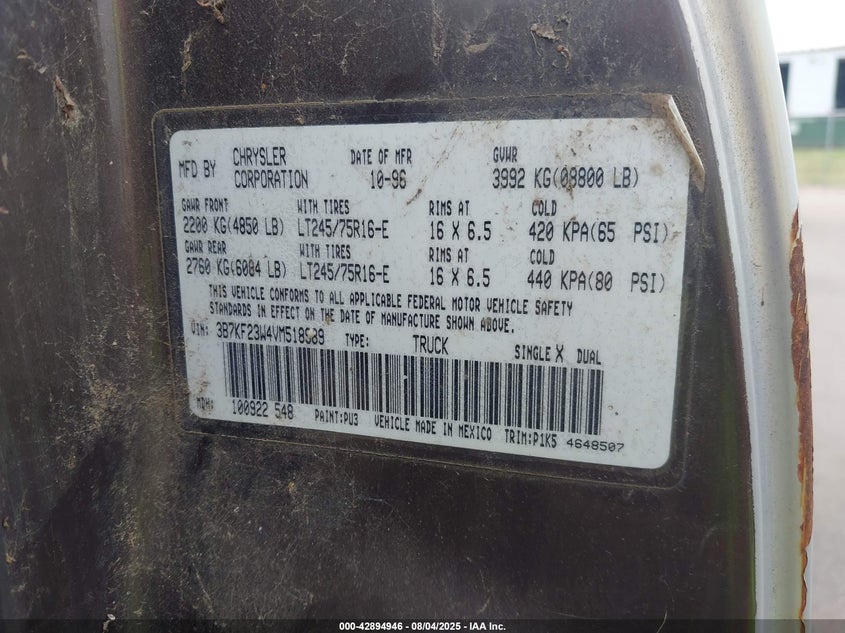 MFD BY CHRYSLER CORPORATION DATE OF MFR 10-96 GVWR 3992 KG(08800 LB)
GAWR FRONT WITH TIRES RIMS AT COLD
2200 KG(4850 LB) LT245/75R16-E 16 X 6.5 420 KPA(65 PSI)
GAWR REAR WITH TIRES RIMS AT COLD
2760 KG(6084 LB) LT245/75R16-E 16 X 6.5 440 KPA(80 PSI)
THIS VEHICLE CONFORMS TO ALL APPLICABLE FEDERAL MOTOR VEHICLE SAFETY
STANDARDS IN EFFECT ON THE DATE OF MANUFACTURE SHOWN ABOVE.
VIN: TYPE: TRUCK SINGLE X DUAL
MDH: 100922 548 PAINT:PU3 VEHICLE MADE IN MEXICO TRIM:P1K5 4648507
000-42894946 - 08/04/2025 - IAA Inc.